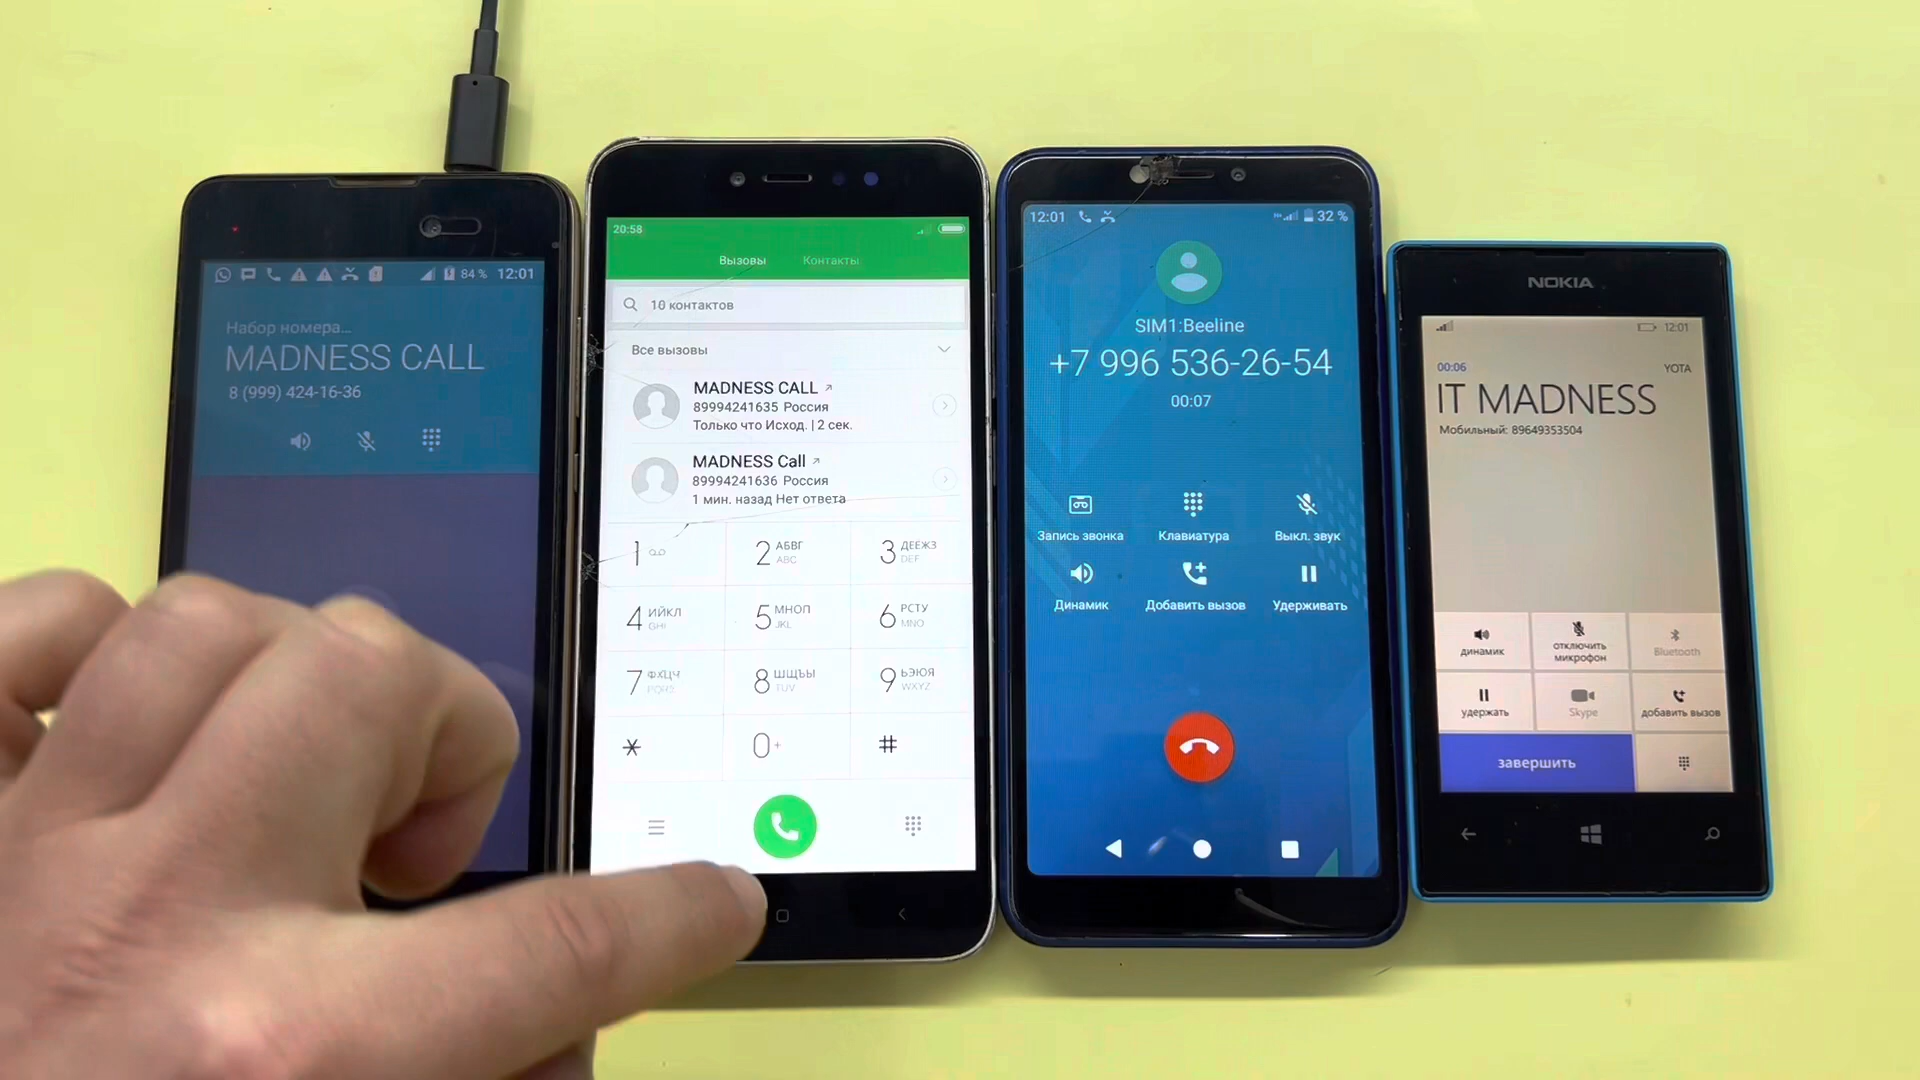 84 % 12:01
Набор номера...
MADNESS CALL
8 (999) 424-16-36
20:58
Вызовы Контакты
10 контактов
Все вызовы
MADNESS CALL
89994241635 Россия
Только что Исход. | 2 сек.
MADNESS Call
89994241636 Россия
1 мин. назад Нет ответа
1
2 АБВГ ABC
3 ДЕЁЖЗ DEF
4 ИЙКЛ GHI
5 МНОП JKL
6 РСТУ MNO
7 ФХЦЧ PQRS
8 ШЩЪЫ TUV
9 ЬЭЮЯ WXYZ
* 0 + #
12:01 32 %
SIM1:Beeline
+7 996 536-26-54
00:07
Запись звонка Клавиатура Выкл. звук
Динамик Добавить вызов Удерживать
NOKIA
12:01
00:06 YOTA
IT MADNESS
Мобильный: 89649353504
динамик отключить микрофон Bluetooth
удержать Skype добавить вызов
завершить